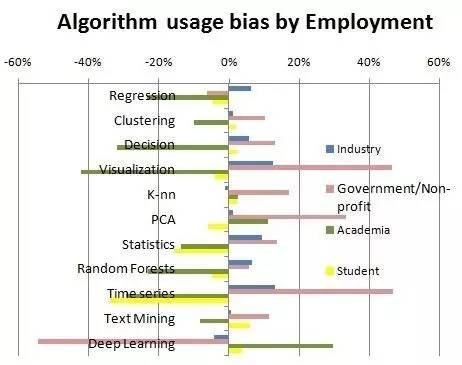 Algorithm usage bias by Employment
-60% -40% -20% 0% 20% 40% 60%
Regression
Clustering
Decision
Visualization
K-nn
PCA
Statistics
Random Forests
Time series
Text Mining
Deep Learning
Industry
Government/Non-
profit
Academia
Student